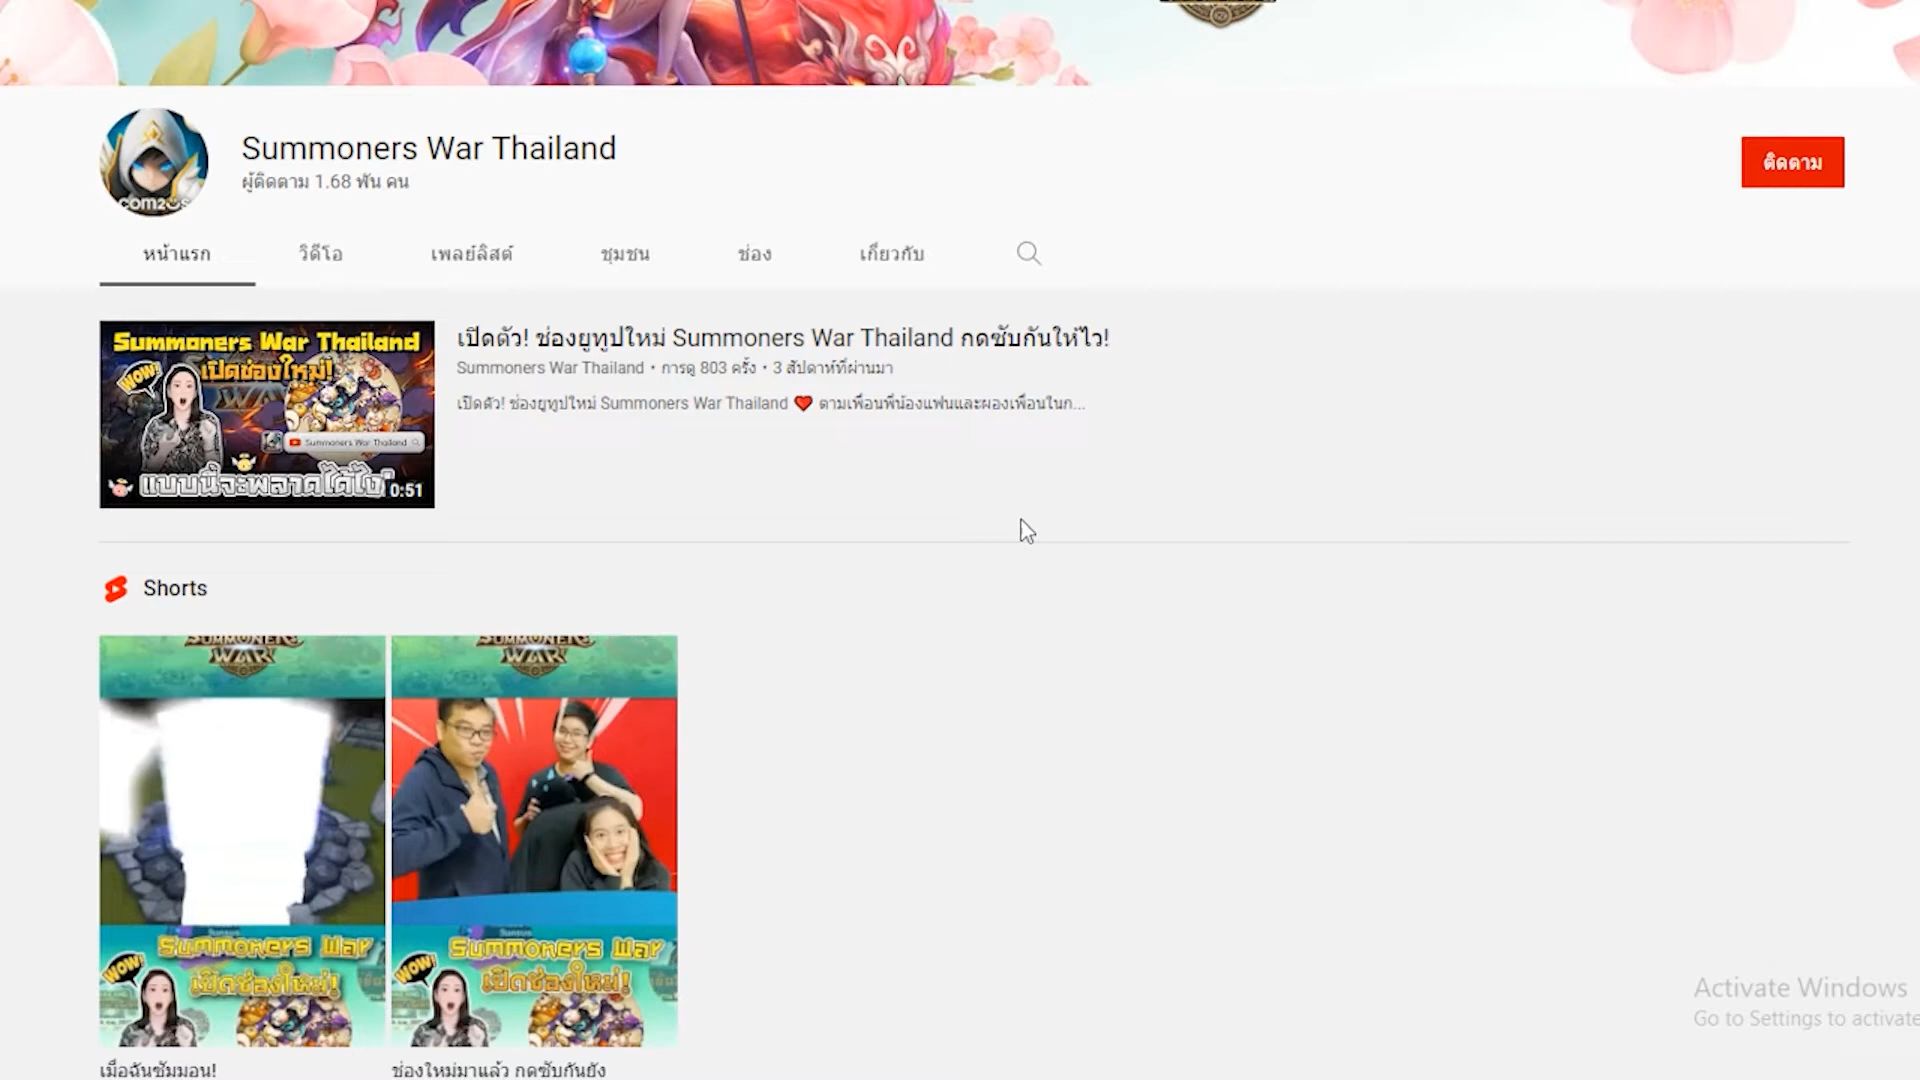 com2us
Summoners War Thailand
ผู้ติดตาม 1.68 พัน คน
ติดตาม
หน้าแรก
วิดีโอ
เพลย์ลิสต์
ชุมชน
ช่อง
เกี่ยวกับ
Summoners War Thailand
WOW!
เปิดช่องใหม่!
WAR
Summoners War Thailand
แบบนี้จะพลาดได้ไง
0:51
เปิดตัว! ช่องยูทูปใหม่ Summoners War Thailand กดซับกันให้ไว!
Summoners War Thailand • การดู 803 ครั้ง • 3 สัปดาห์ที่ผ่านมา
เปิดตัว! ช่องยูทูปใหม่ Summoners War Thailand ❤ ตามเพื่อนพี่น้องแฟนและผองเพื่อนในก...
Shorts
SUMMONERS
WAR
SUMMONERS
WAR
Summoners War
WOW!
เปิดช่องใหม่!
Summoners War
WOW!
เปิดช่องใหม่!
เมื่อฉันซัมมอน!
ช่องใหม่มาแล้ว กดซับกันยัง
Activate Windows
Go to Settings to activate